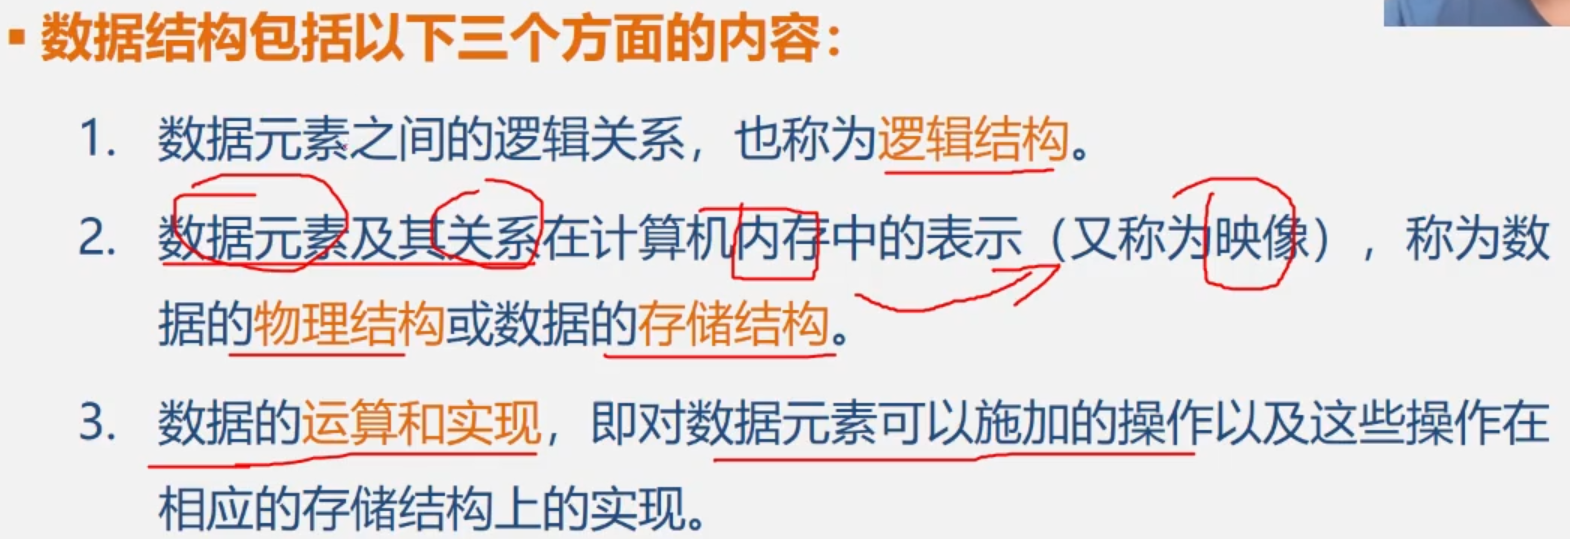 ▪ 数据结构包括以下三个方面的内容：
1. 数据元素之间的逻辑关系，也称为逻辑结构。
2. 数据元素及其关系在计算机内存中的表示（又称为映像），称为数
据的物理结构或数据的存储结构。
3. 数据的运算和实现，即对数据元素可以施加的操作以及这些操作在
相应的存储结构上的实现。